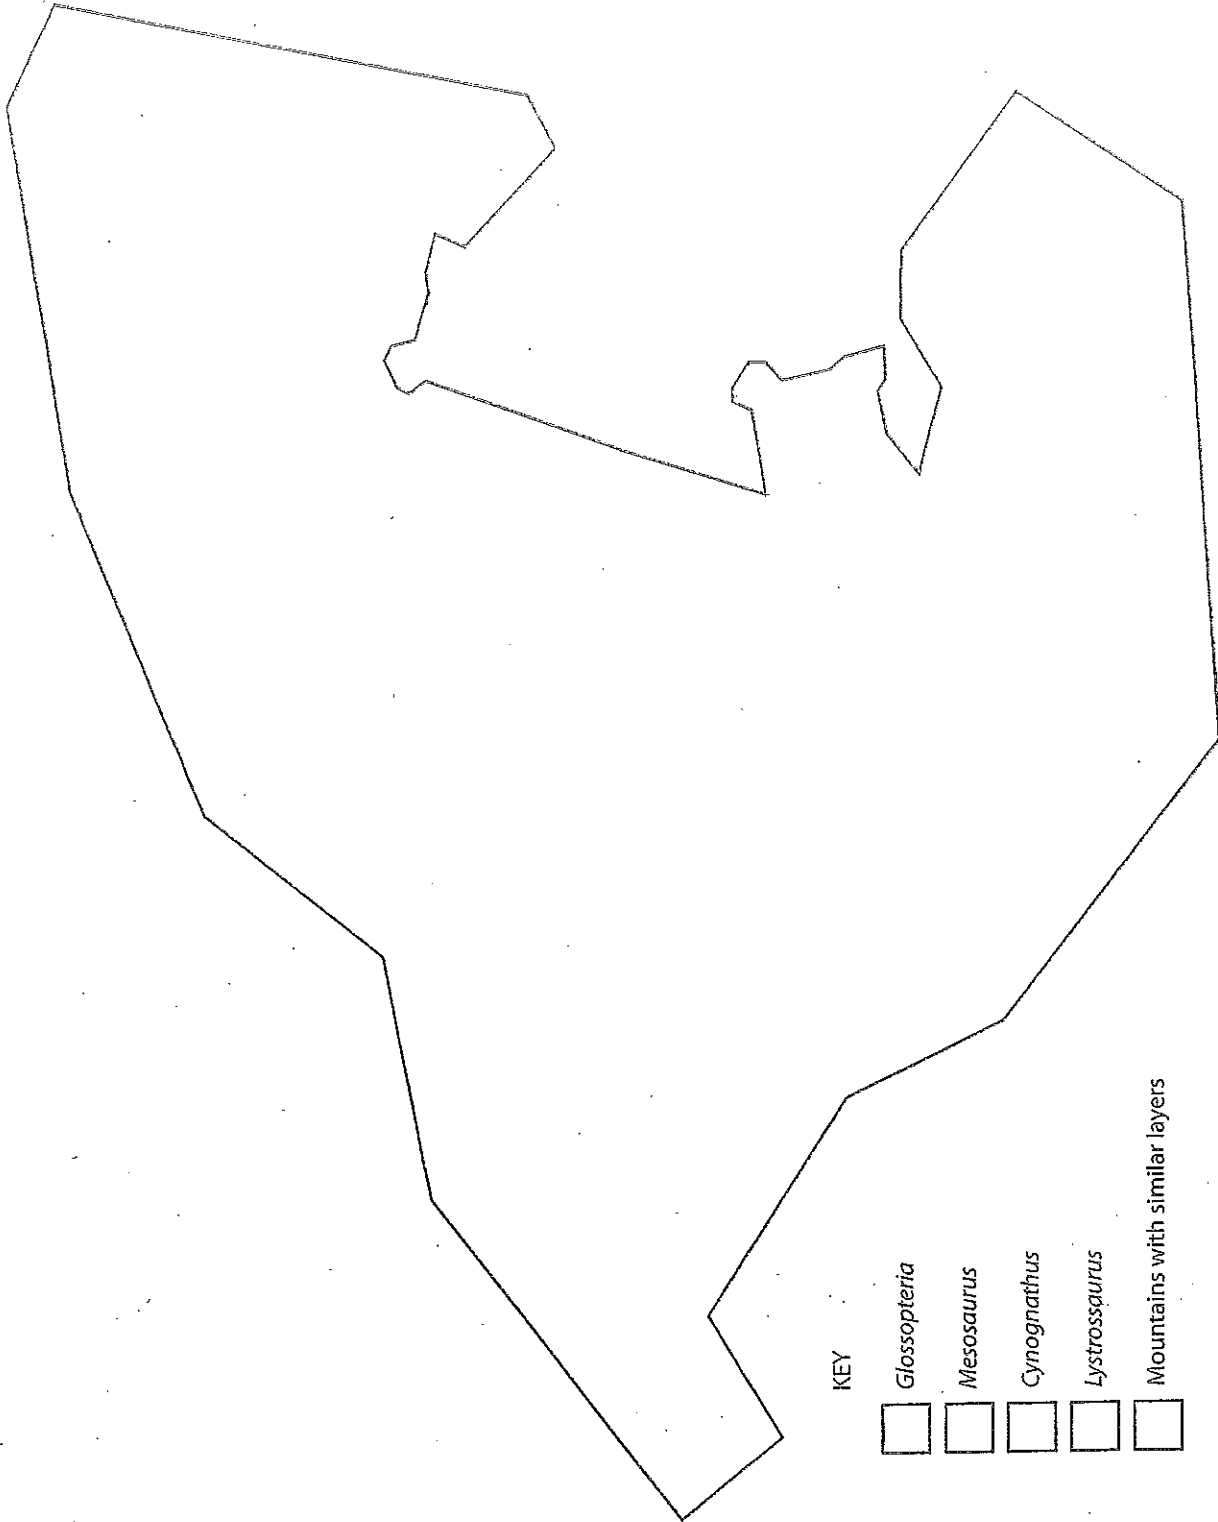 KEY
Glossopteria
Mesosaurus
Cynognathus
Lystrossaurus
Mountains with similar layers